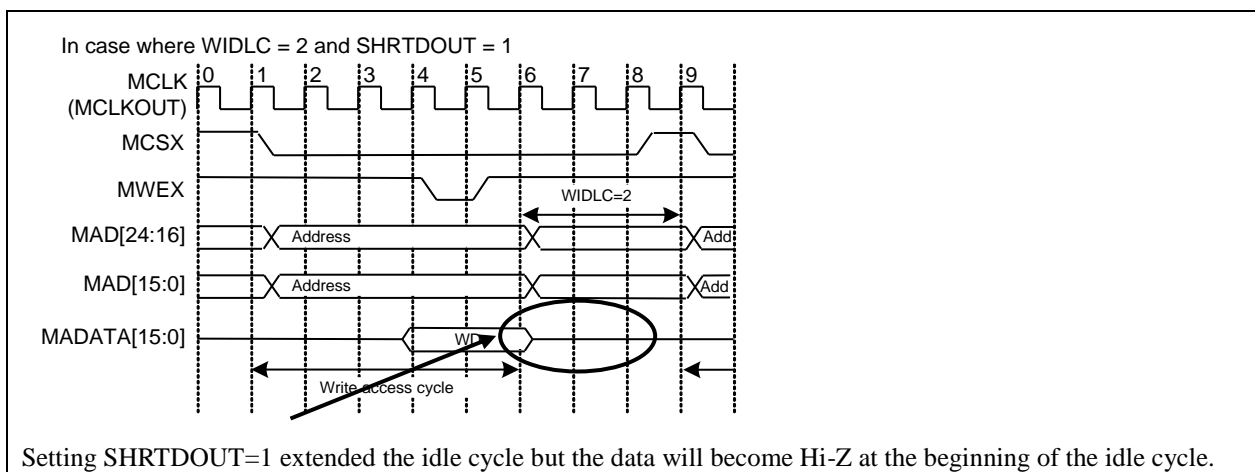 In case where WIDLC = 2 and SHRTDOUT = 1
0 1 2 3 4 5 6 7 8 9
MCLK
(MCLKOUT)
MCSX
MWEX
WIDLC=2
MAD[24:16]
Address
Add
MAD[15:0]
Address
Add
MADATA[15:0]
WD
Write access cycle
Setting SHRTDOUT=1 extended the idle cycle but the data will become Hi-Z at the beginning of the idle cycle.